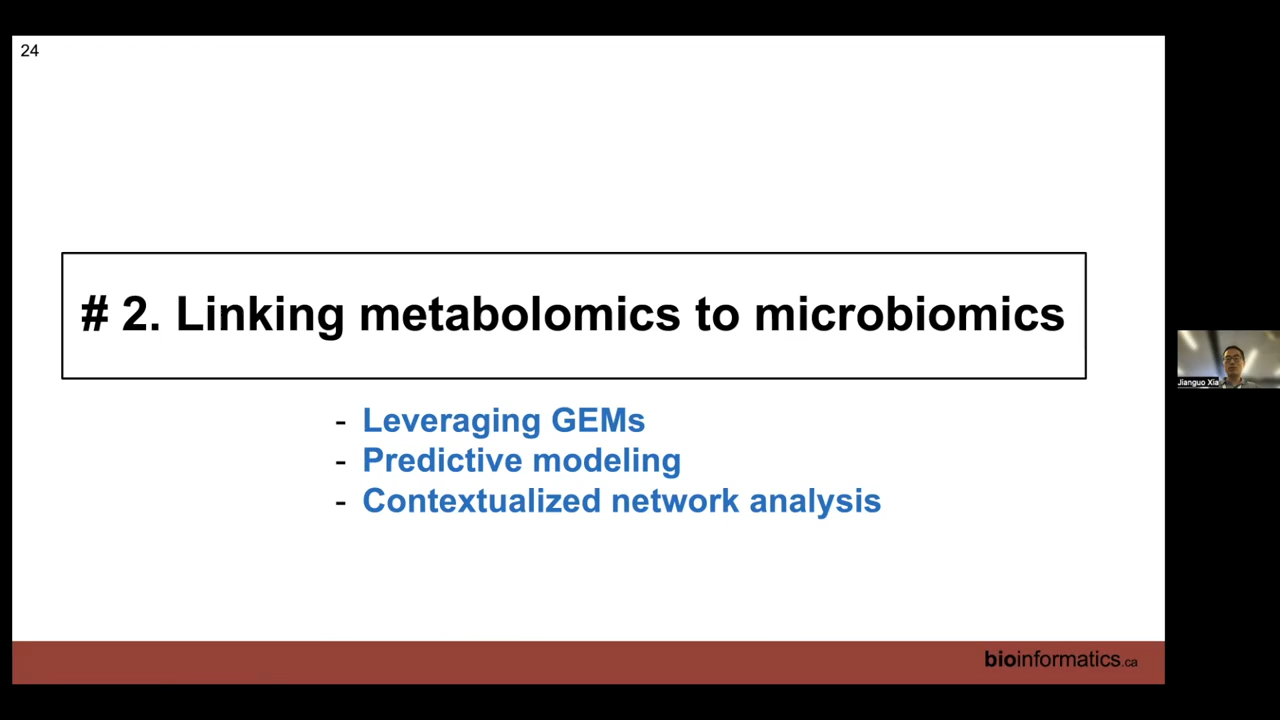 24
# 2. Linking metabolomics to microbiomics
- Leveraging GEMs
- Predictive modeling
- Contextualized network analysis
Jianguo Xia
bioinformatics.ca